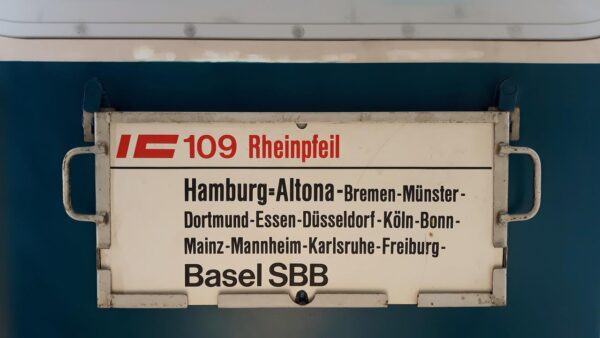 IC 109 Rheinpfeil
Hamburg=Altona-Bremen-Münster-
Dortmund-Essen-Düsseldorf-Köln-Bonn-
Mainz-Mannheim-Karlsruhe-Freiburg-
Basel SBB